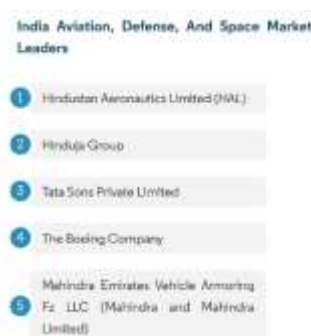 India Aviation, Defense, And Space Market
Leaders
1 Hindustan Aeronautics Limited (HAL)
2 Hinduja Group
3 Tata Sons Private Limited
4 The Boeing Company
Mahindra Emirates Vehicle Armoring
5 Fz LLC (Mahindra and Mahindra
Limited)